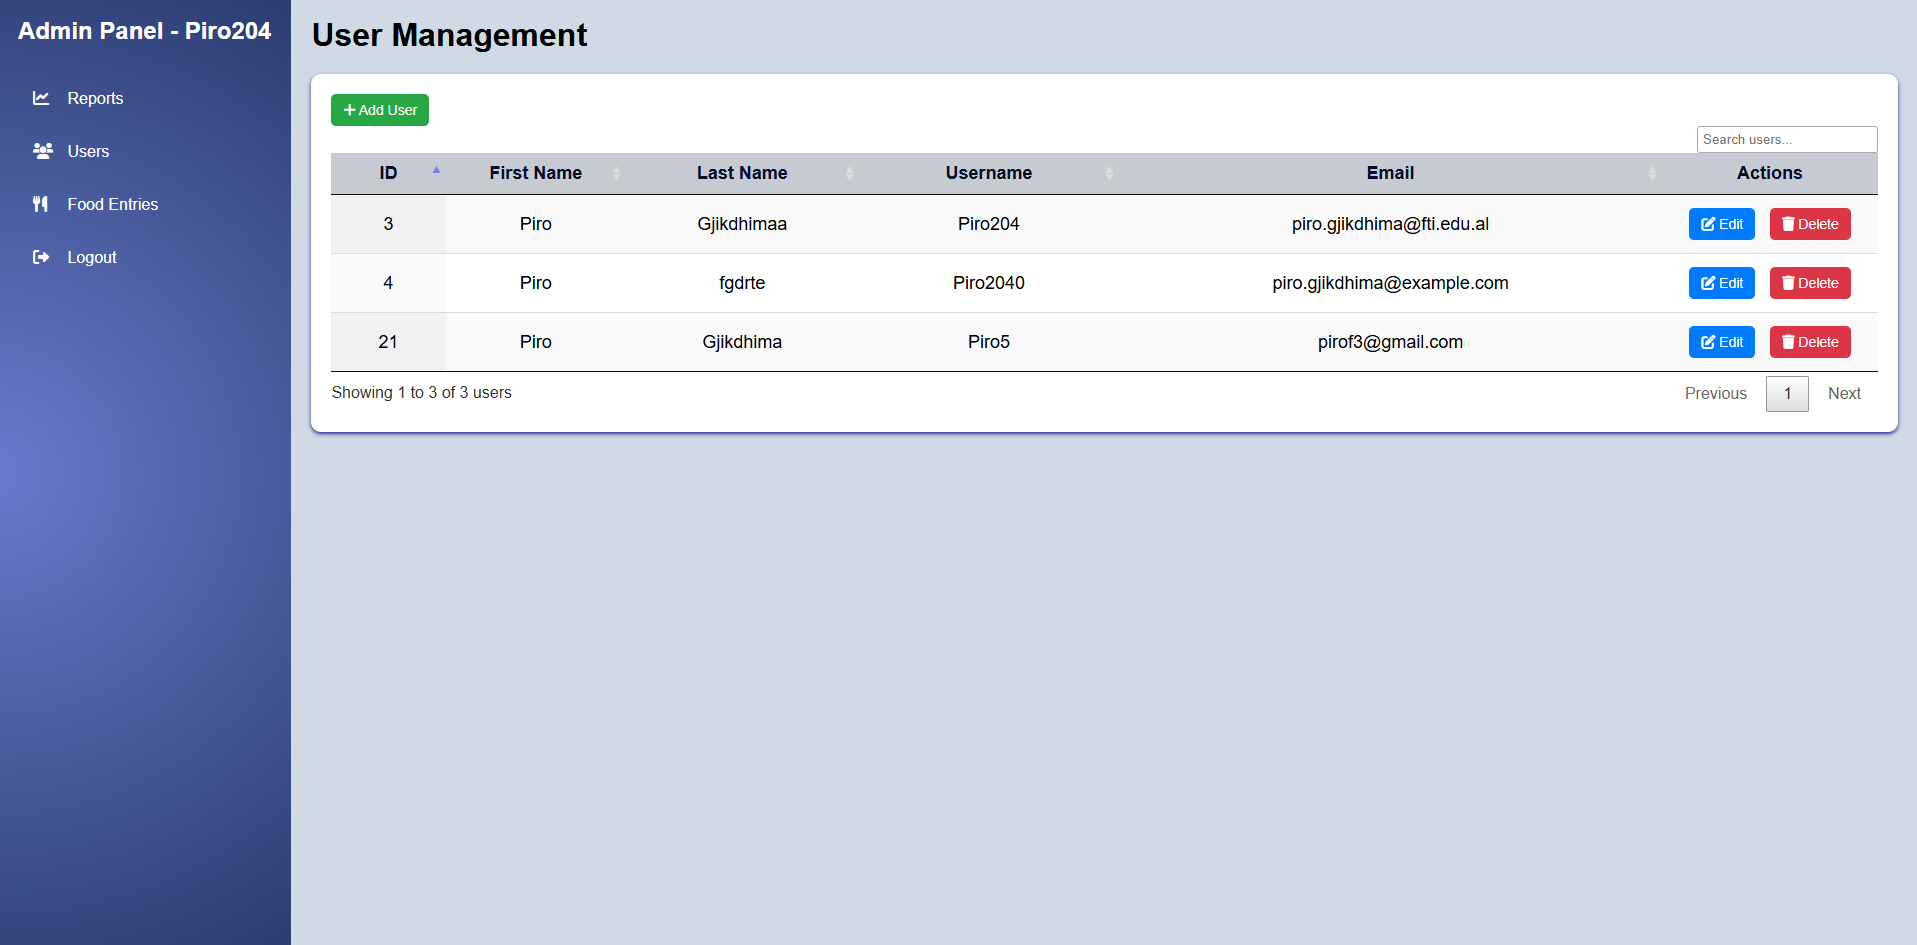 Admin Panel - Piro204
Reports
Users
Food Entries
Logout
User Management
Add User
Search users...
ID First Name Last Name Username Email Actions
3 Piro Gjikdhimaa Piro204 piro.gjikdhima@fti.edu.al Edit Delete
4 Piro fgdrte Piro2040 piro.gjikdhima@example.com Edit Delete
21 Piro Gjikdhima Piro5 pirof3@gmail.com Edit Delete
Showing 1 to 3 of 3 users
Previous 1 Next